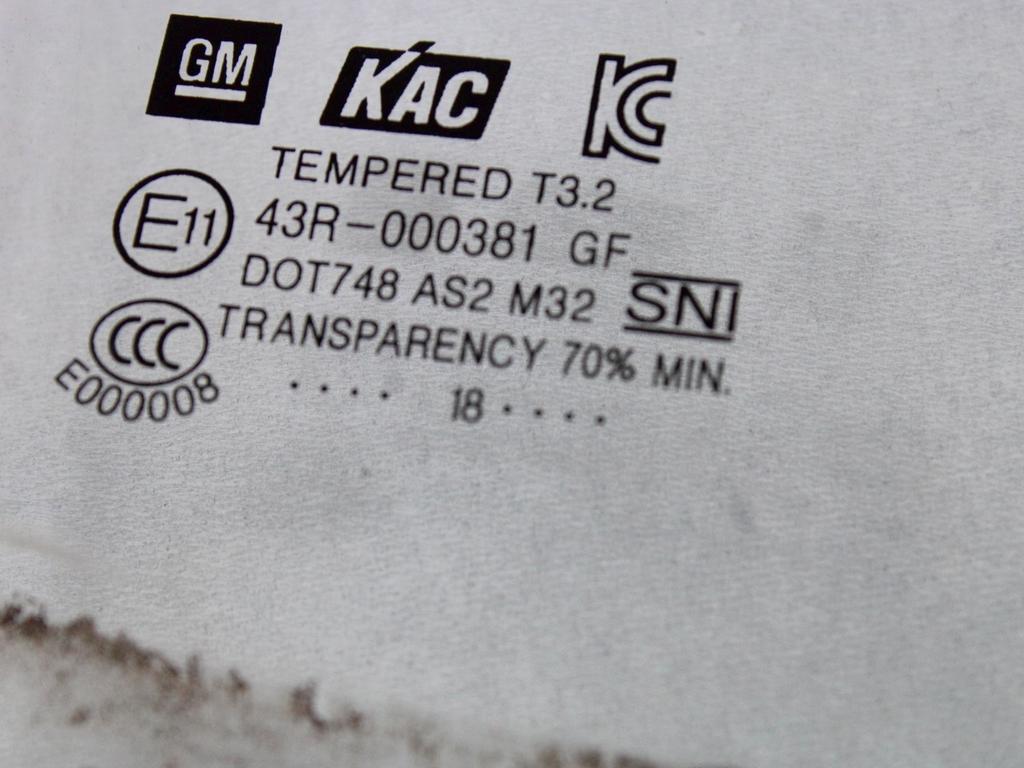 GM KAC KC
TEMPERED T3.2
E11 43R-000381 GF
DOT748 AS2 M32 SNI
CCC TRANSPARENCY 70% MIN.
E000008
.... 18 ....